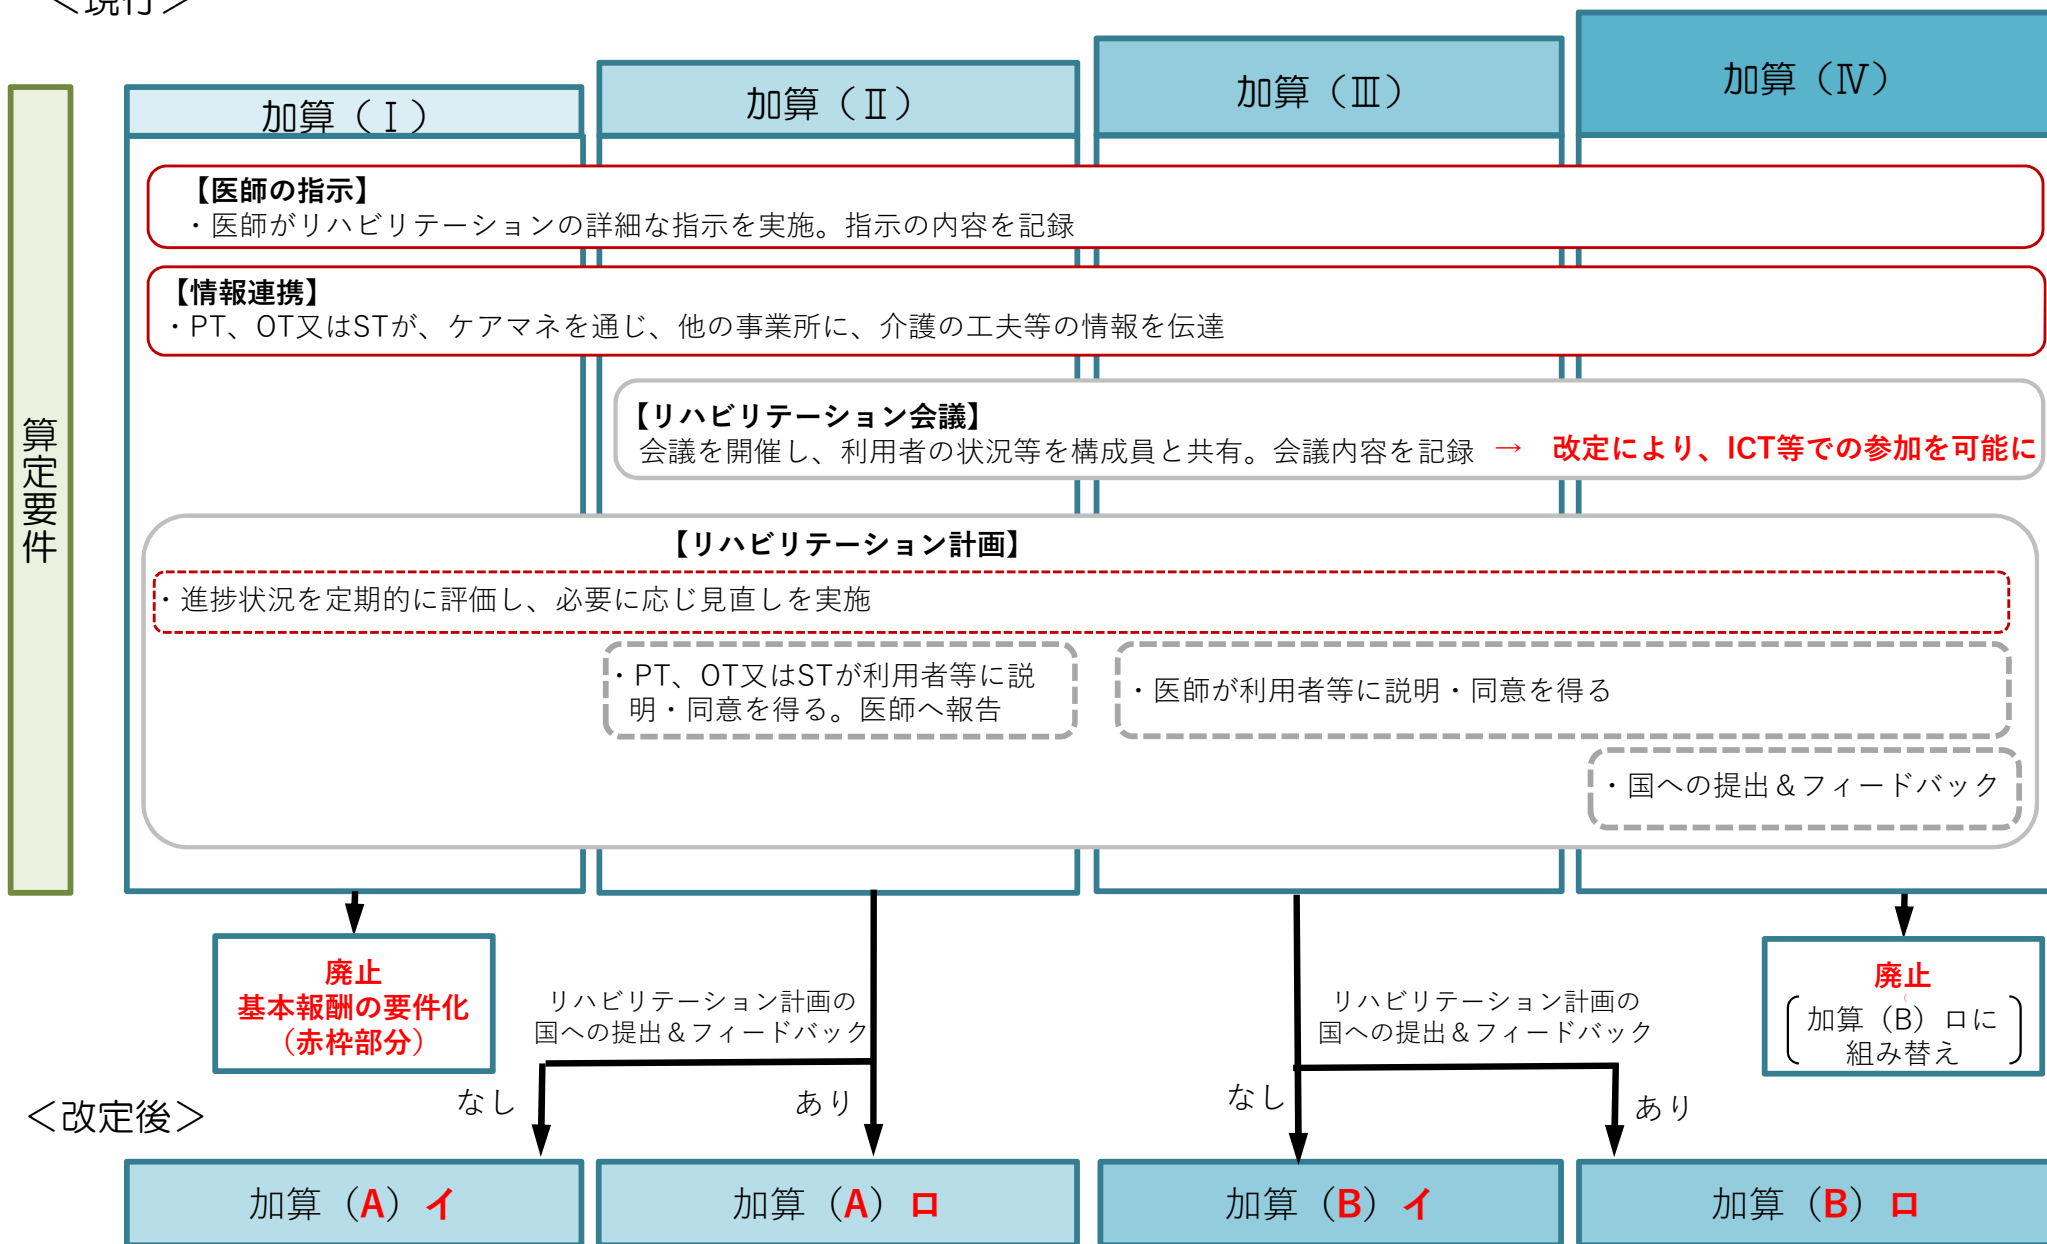 ＜現行＞
加算（Ⅰ）
加算（Ⅱ）
加算（Ⅲ）
加算（Ⅳ）
算定要件
【医師の指示】
・医師がリハビリテーションの詳細な指示を実施。指示の内容を記録
【情報連携】
・PT、OT又はSTが、ケアマネを通じ、他の事業所に、介護の工夫等の情報を伝達
【リハビリテーション会議】
会議を開催し、利用者の状況等を構成員と共有。会議内容を記録 → 改定により、ICT等での参加を可能に
【リハビリテーション計画】
・進捗状況を定期的に評価し、必要に応じ見直しを実施
・PT、OT又はSTが利用者等に説
明・同意を得る。医師へ報告
・医師が利用者等に説明・同意を得る
・国への提出＆フィードバック
廃止
基本報酬の要件化
（赤枠部分）
リハビリテーション計画の
国への提出＆フィードバック
なし
あり
リハビリテーション計画の
国への提出＆フィードバック
なし
あり
廃止
加算（B）ロに
組み替え
＜改定後＞
加算（A）イ
加算（A）ロ
加算（B）イ
加算（B）ロ